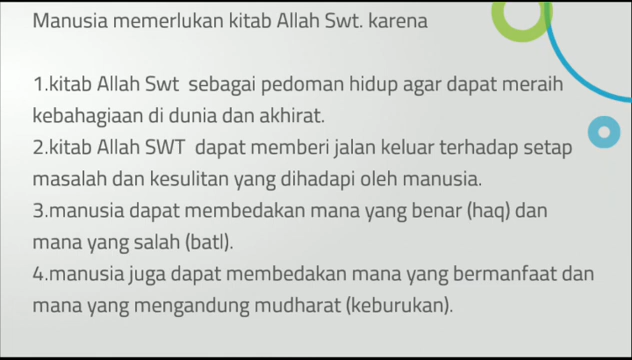 Manusia memerlukan kitab Allah Swt. karena
1.kitab Allah Swt sebagai pedoman hidup agar dapat meraih
kebahagiaan di dunia dan akhirat.
2.kitab Allah SWT dapat memberi jalan keluar terhadap setap
masalah dan kesulitan yang dihadapi oleh manusia.
3.manusia dapat membedakan mana yang benar (haq) dan
mana yang salah (batl).
4.manusia juga dapat membedakan mana yang bermanfaat dan
mana yang mengandung mudharat (keburukan).